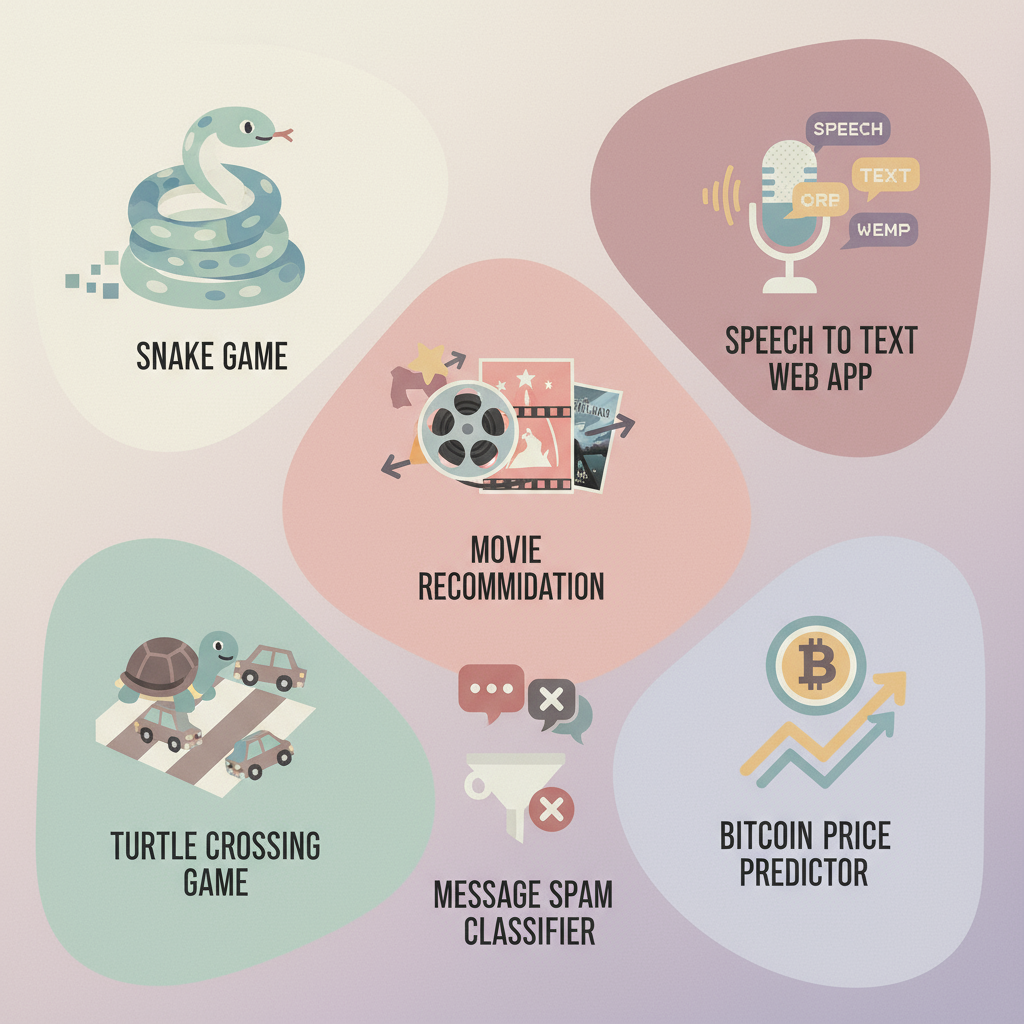 SNAKE GAME
SPEECH
TEXT
ORP
WEMP
SPEECH TO TEXT
WEB APP
MOVIE
RECOMMIDATION
TURTLE CROSSING
GAME
MESSAGE SPAM
CLASSIFIER
BITCOIN PRICE
PREDICTOR